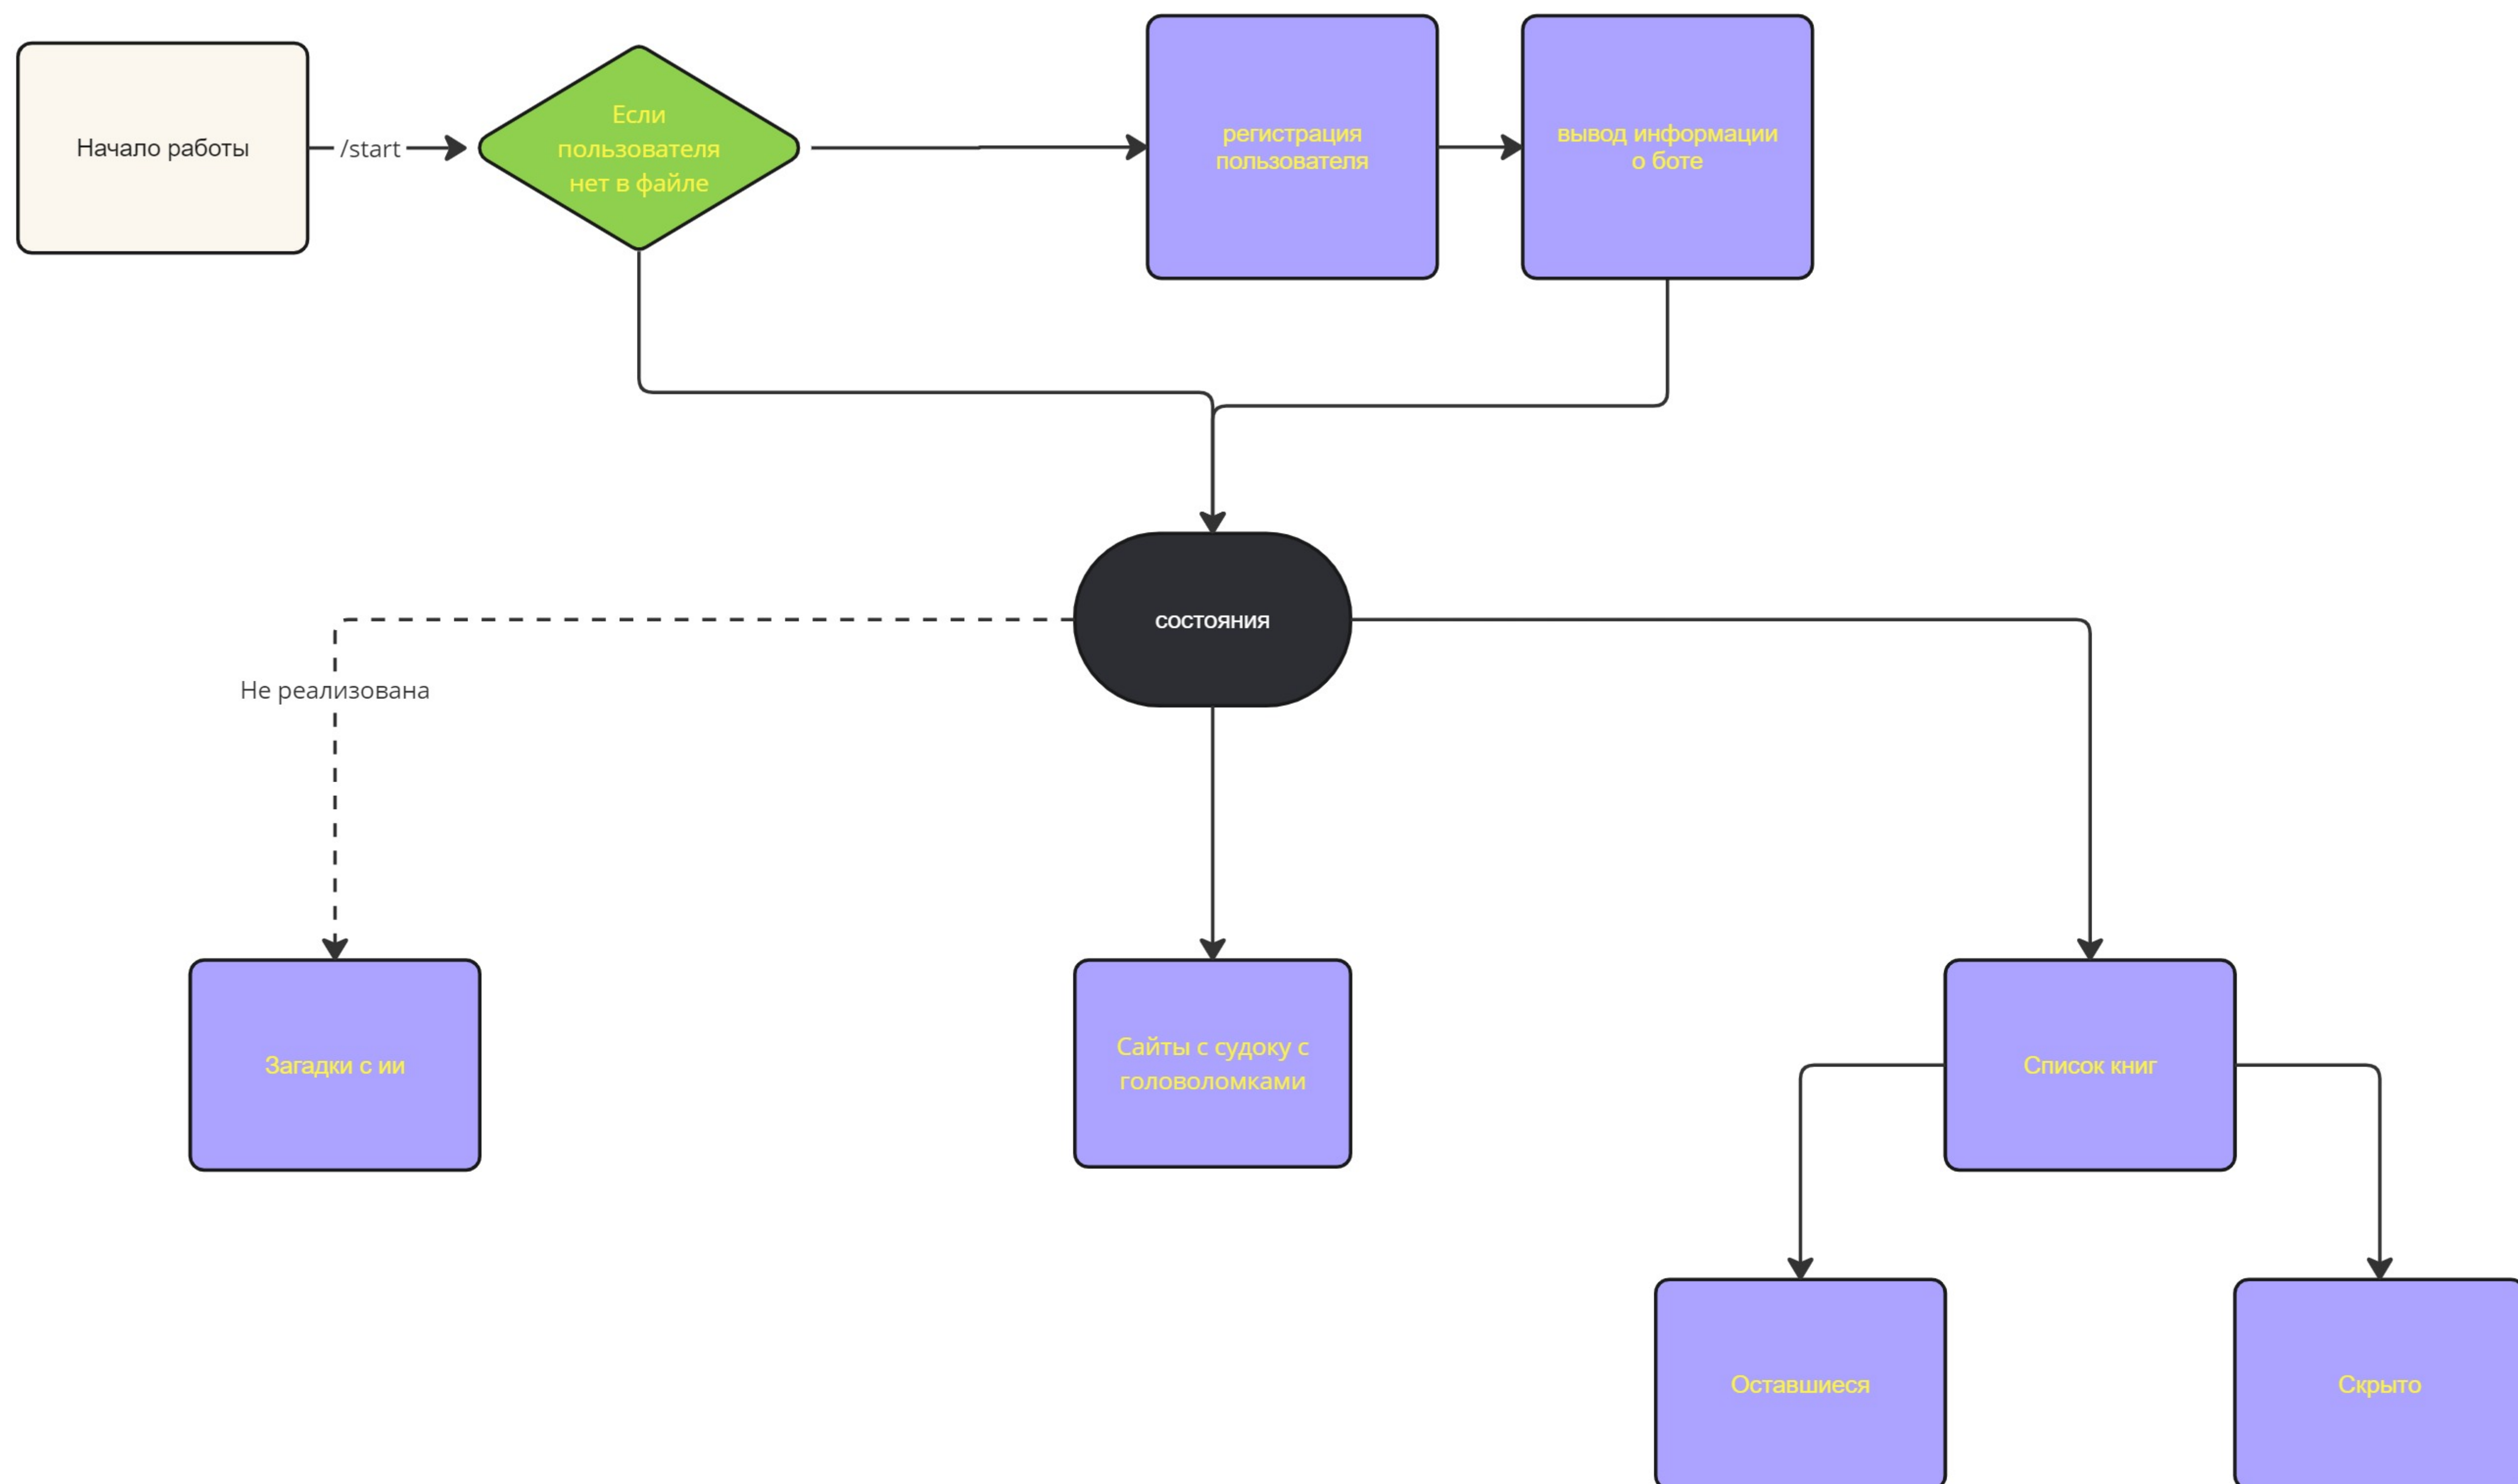 Начало работы
/start
Если
пользователя
нет в файле
регистрация
пользователя
вывод информации
о боте
состояния
Не реализована
Загадки с ии
Сайты с судоку с
головоломками
Список книг
Оставшиеся
Скрыто